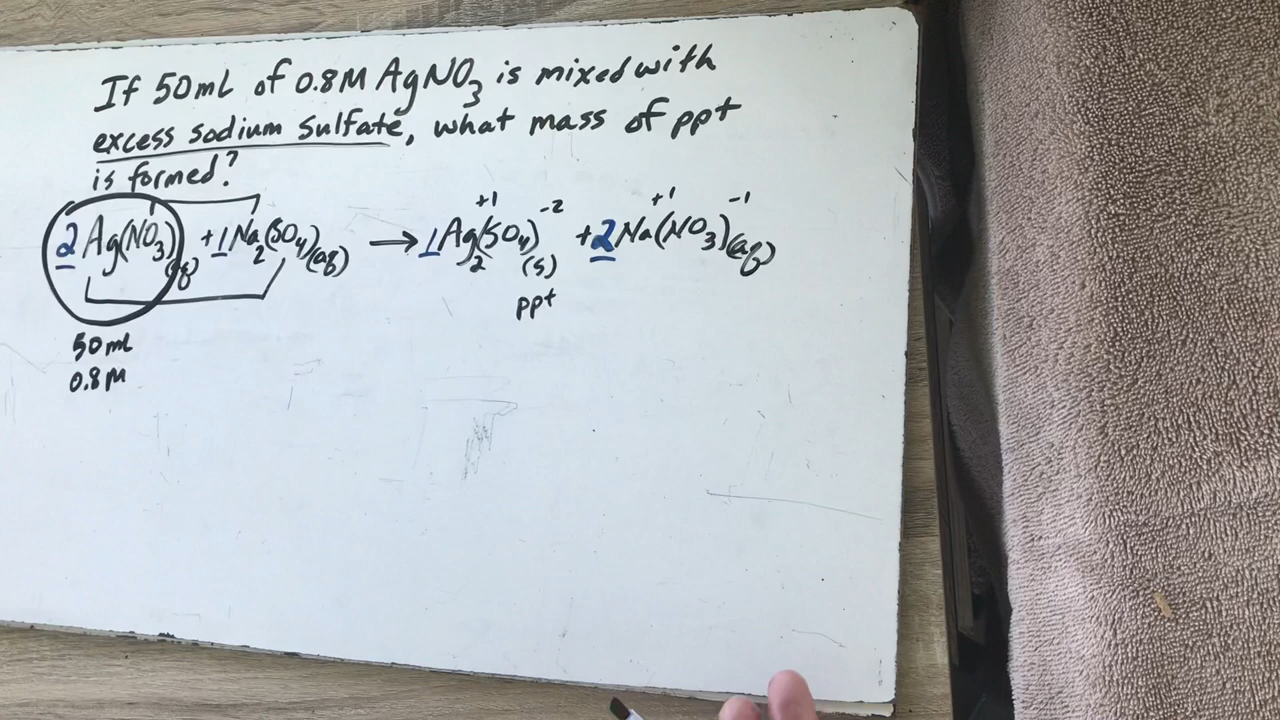 If 50mL of 0.8M AgNO₃ is mixed with
excess sodium sulfate, what mass of ppt
is formed?
+1 -2 +1 -1
2 Ag(NO₃)(aq) + 1 Na₂(SO₄)(aq) → 1 Ag₂(SO₄)(s) + 2 Na(NO₃)(aq)
ppt
50mL
0.8M